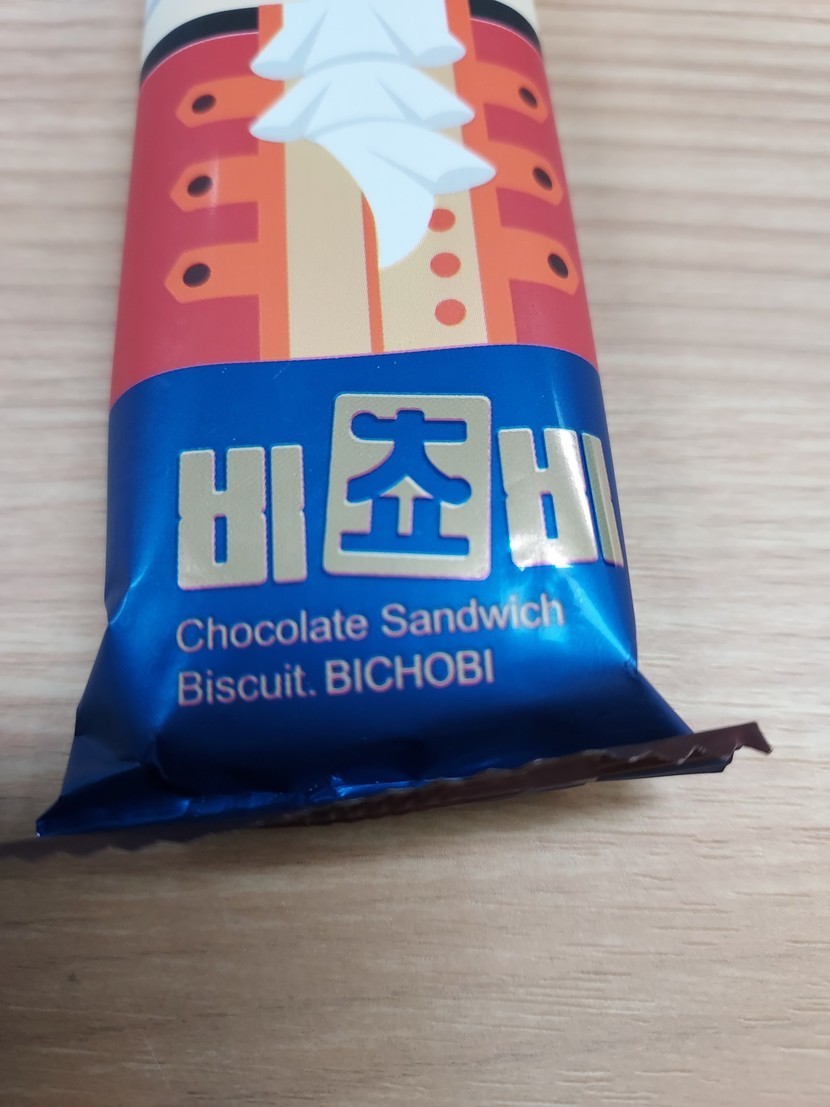 비쵸비
Chocolate Sandwich
Biscuit. BICHOBI